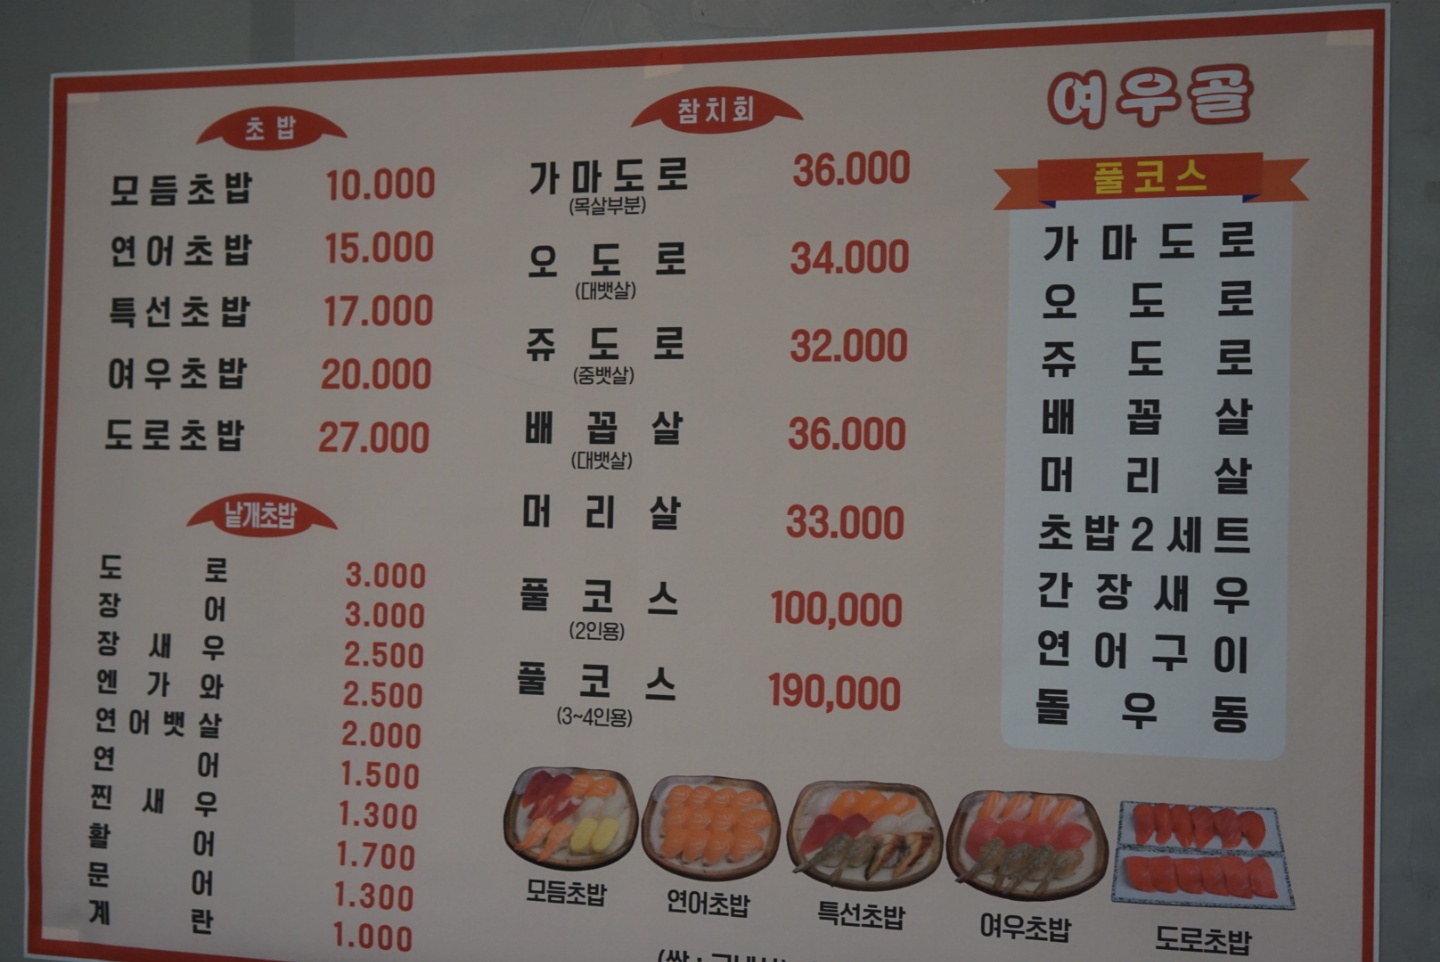 초밥
모듬초밥 10.000
연어초밥 15.000
특선초밥 17.000
여우초밥 20.000
도로초밥 27.000
낱개초밥
도로 3.000
장어 3.000
장새우 2.500
엔가와 2.500
연어뱃살 2.000
연어 1.500
찐새우 1.300
활어 1.700
문어 1.300
계란 1.000
참치회
가마도로 36.000
(목살부분)
오도로 34.000
(대뱃살)
쥬도로 32.000
(중뱃살)
배꼽살 36.000
(대뱃살)
머리살 33.000
풀코스 100,000
(2인용)
풀코스 190,000
(3~4인용)
여우골
풀코스
가마도로
오도로
쥬도로
배꼽살
머리살
초밥2세트
간장새우
연어구이
돌우동
모듬초밥 연어초밥 특선초밥 여우초밥 도로초밥